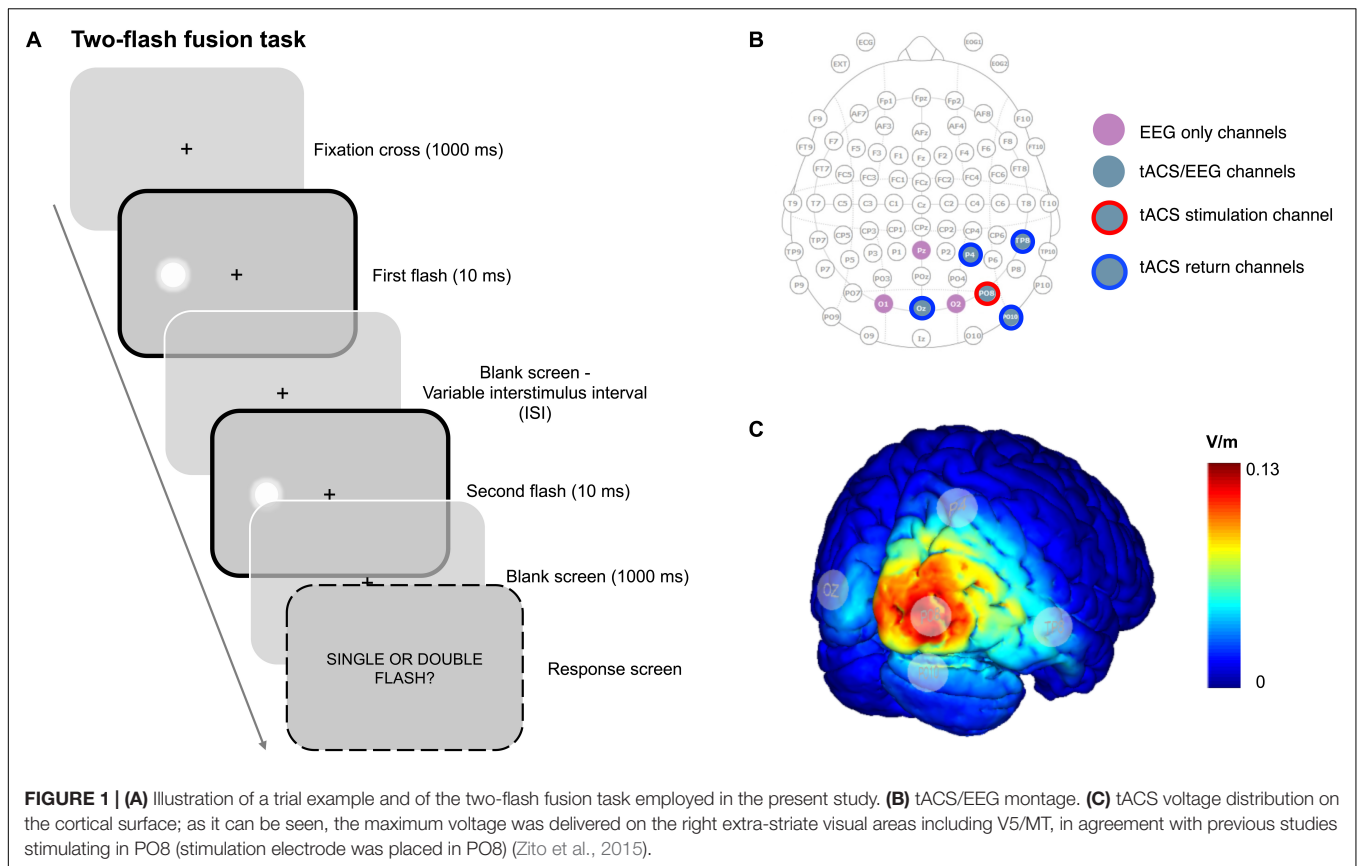 A Two-flash fusion task
Fixation cross (1000 ms)
First flash (10 ms)
Blank screen -
Variable interstimulus interval
(ISI)
Second flash (10 ms)
Blank screen (1000 ms)
SINGLE OR DOUBLE
FLASH?
Response screen
B
ECG EOG1
EXT EOG2
Fp1 Fpz Fp2
F9 AF7 AF3 AFz AF4 AF8 F10
FT9 F7 F5 F3 F1 Fz F2 F4 F6 F8 FT10
FT7 FC5 FC3 FC1 FCz FC2 FC4 FC6 FT8
T9 T7 C5 C3 C1 Cz C2 C4 C6 T8 T10
TP9 TP7 CP5 CP3 CP1 CPz CP2 CP4 CP6 TP8 TP10
P9 P7 P5 P3 P1 Pz P2 P4 P6 P8 P10
PO9 PO7 PO3 POz PO4 PO8 PO10
O1 Oz O2
O9 Iz O10
EEG only channels
tACS/EEG channels
tACS stimulation channel
tACS return channels
C
OZ
V/m
0.13
0
FIGURE 1 | (A) Illustration of a trial example and of the two-flash fusion task employed in the present study. (B) tACS/EEG montage. (C) tACS voltage distribution on
the cortical surface; as it can be seen, the maximum voltage was delivered on the right extra-striate visual areas including V5/MT, in agreement with previous studies
stimulating in PO8 (stimulation electrode was placed in PO8) (Zito et al., 2015).